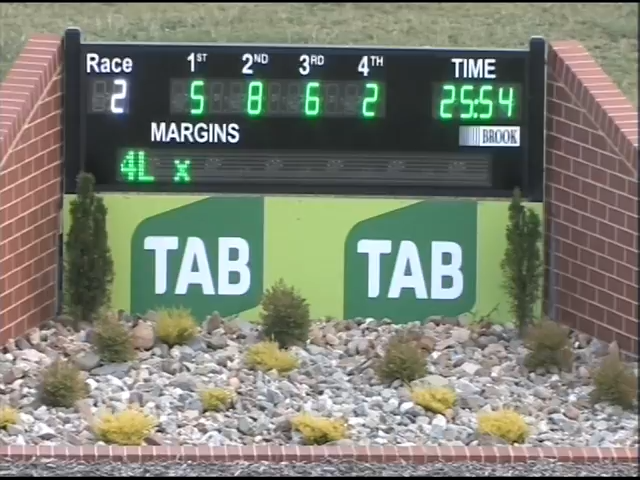 Race 1ST 2ND 3RD 4TH TIME
2 5 8 6 2 25:54
MARGINS BROOK
4L x
TAB TAB